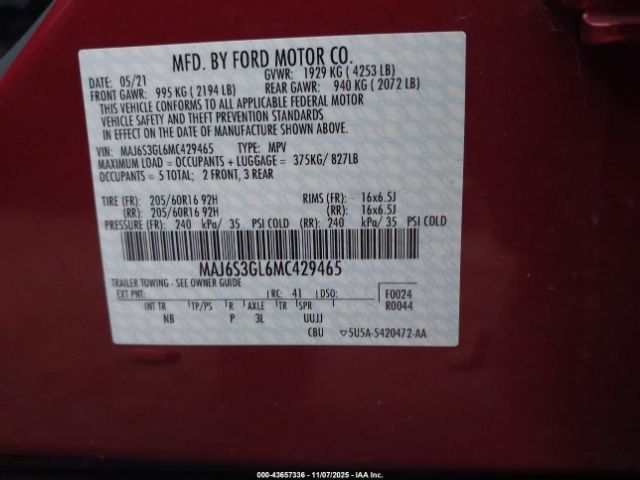 MFD. BY FORD MOTOR CO.
DATE: 05/21 GVWR: 1929 KG ( 4253 LB)
FRONT GAWR: 995 KG ( 2194 LB) REAR GAWR: 940 KG ( 2072 LB)
THIS VEHICLE CONFORMS TO ALL APPLICABLE FEDERAL MOTOR
VEHICLE SAFETY AND THEFT PREVENTION STANDARDS
IN EFFECT ON THE DATE OF MANUFACTURE SHOWN ABOVE.
VIN: MAJ6S3GL6MC429465 TYPE: MPV
MAXIMUM LOAD = OCCUPANTS + LUGGAGE = 375KG/ 827LB
OCCUPANTS = 5 TOTAL; 2 FRONT, 3 REAR
TIRE (FR): 205/60R16 92H RIMS (FR): 16x6.5J
(RR): 205/60R16 92H (RR): 16x6.5J
PRESSURE (FR): 240 kPa/ 35 PSI COLD (RR): 240 kPa/ 35 PSI COLD
MAJ6S3GL6MC429465
TRAILER TOWING - SEE OWNER GUIDE
EXT PNT: RC: 41 DSO: F0024
INT TR TP/PS R AXLE TR SPR R0044
NB P 3L UUJJ
CBU 5U5A-5420472-AA
000-43657336 - 11/07/2025 - IAA Inc.